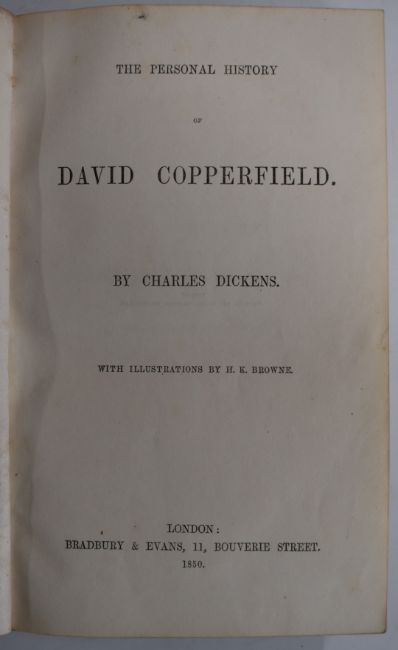 THE PERSONAL HISTORY
OF
DAVID COPPERFIELD.
BY CHARLES DICKENS.
WITH ILLUSTRATIONS BY H. K. BROWNE.
LONDON:
BRADBURY & EVANS, 11, BOUVERIE STREET.
1850.